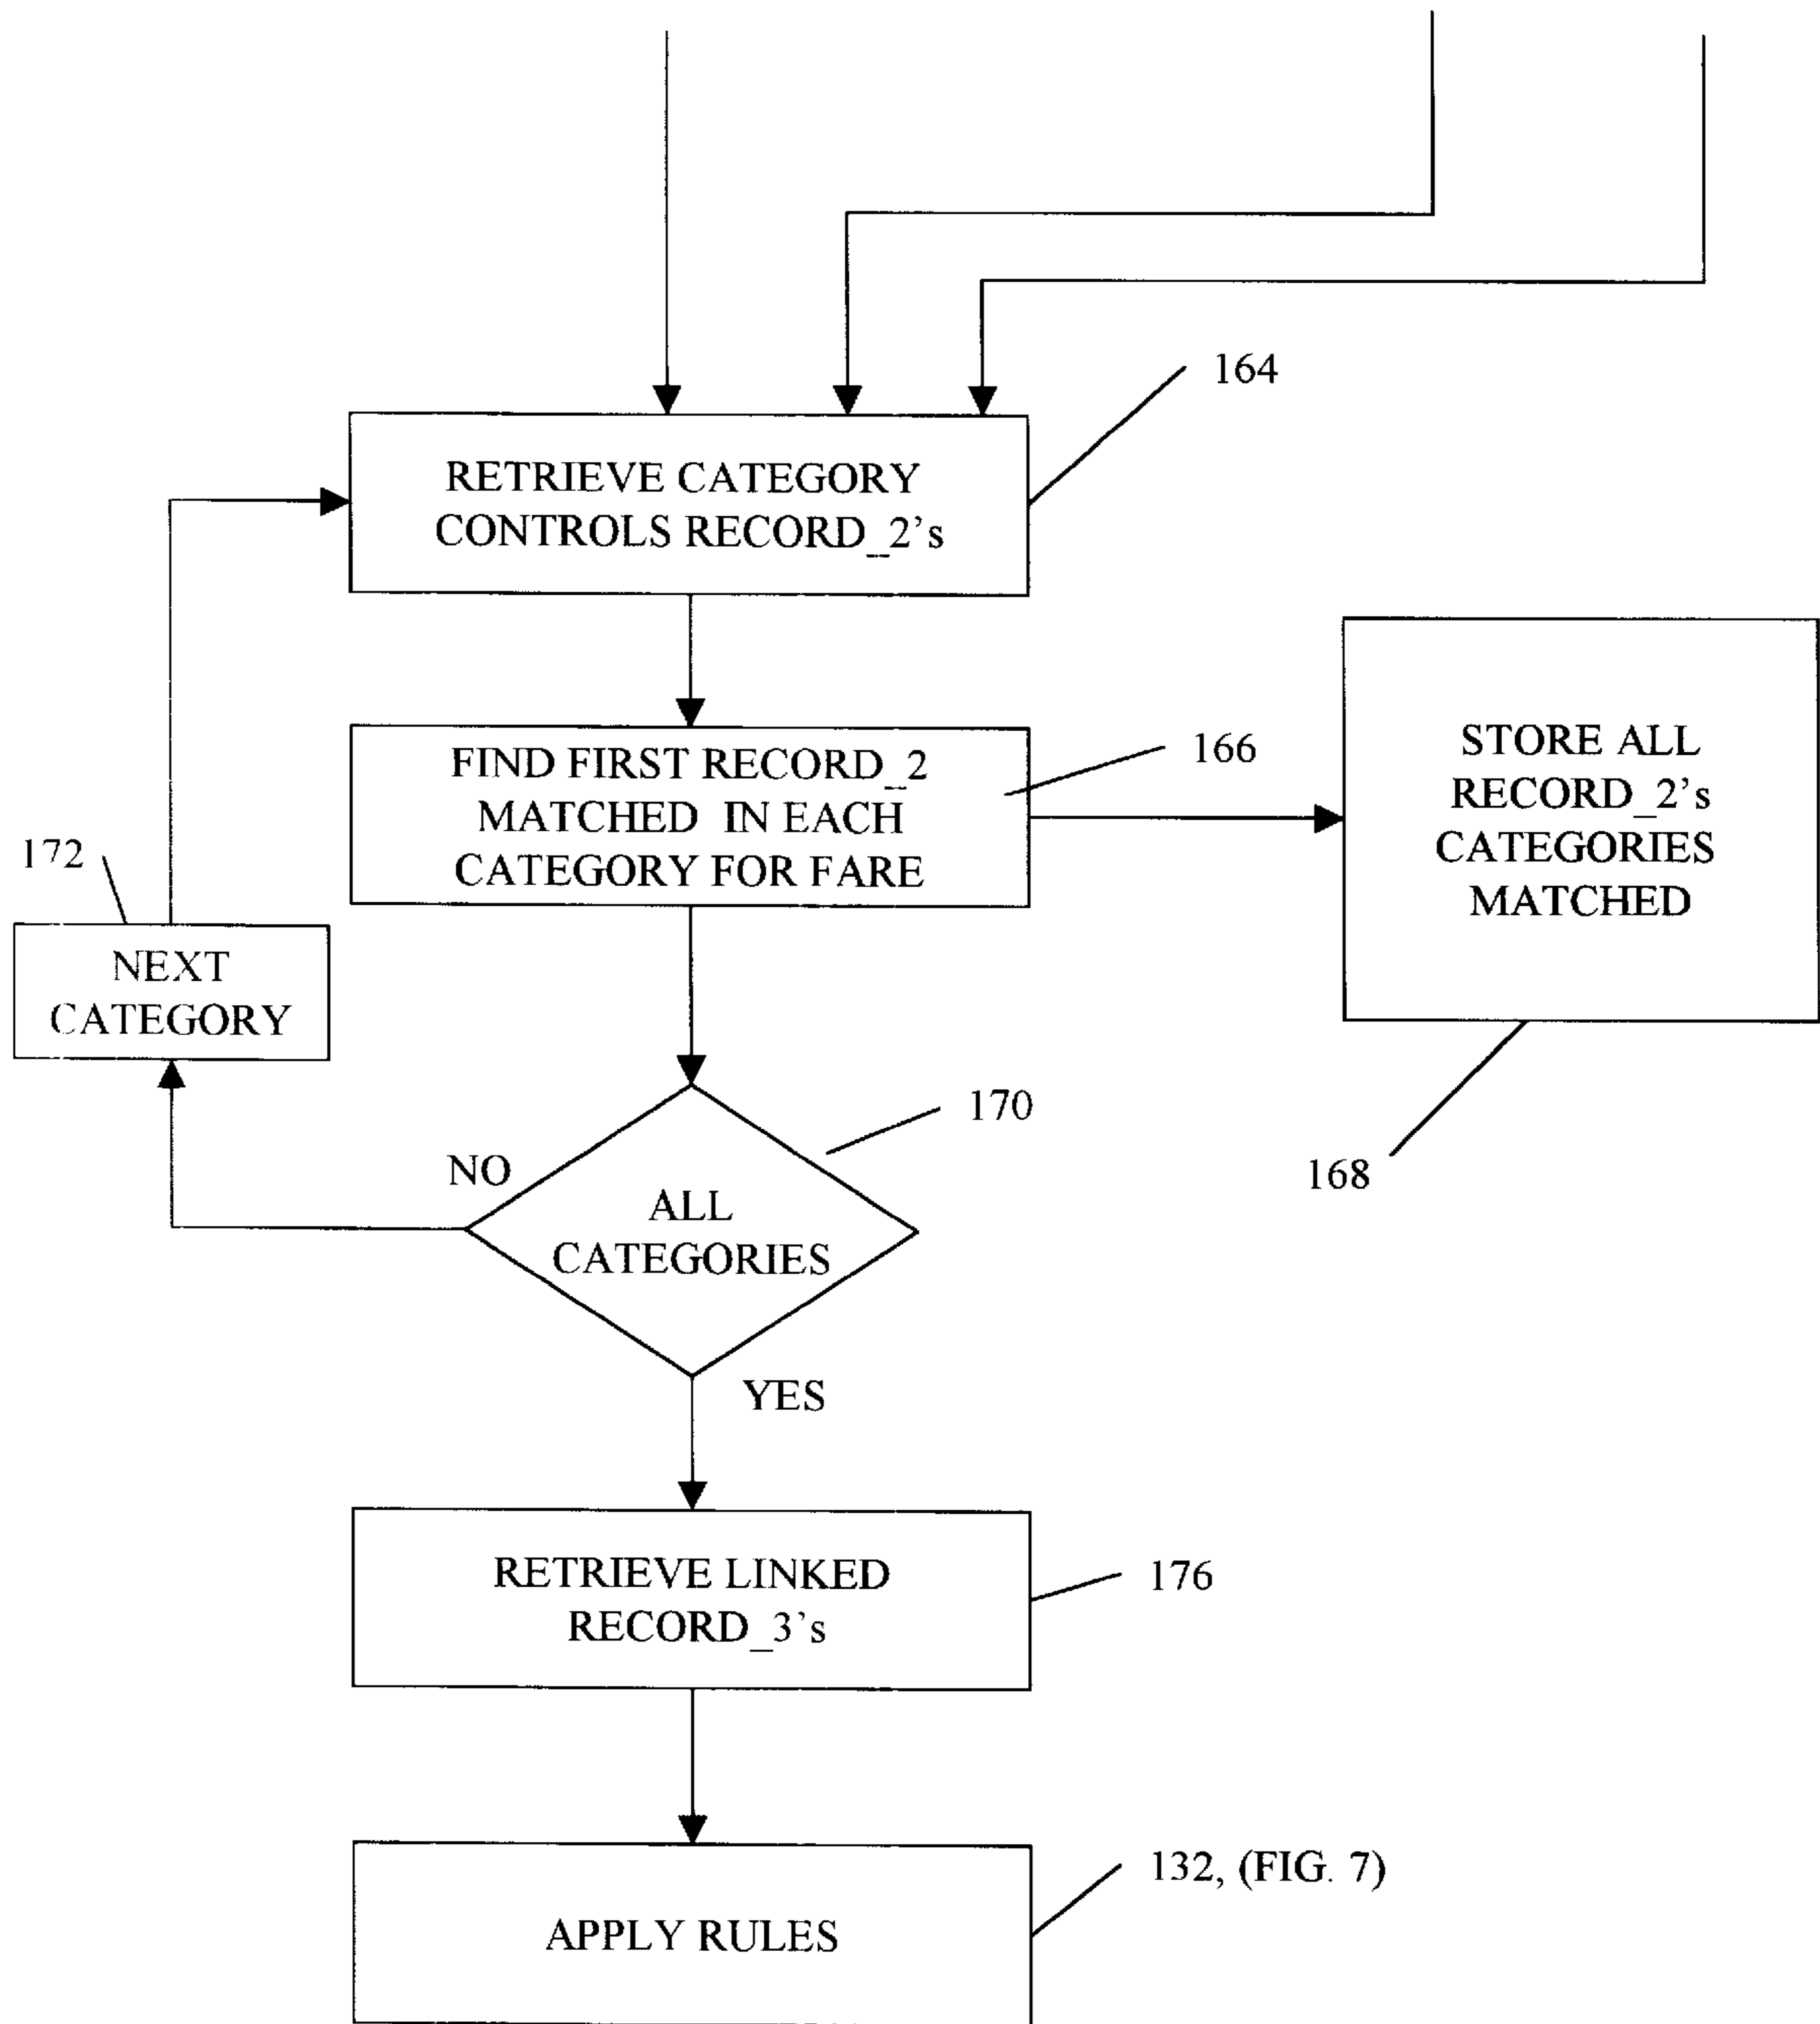 164
RETRIEVE CATEGORY
CONTROLS RECORD_2's
166
FIND FIRST RECORD_2
MATCHED IN EACH
CATEGORY FOR FARE
STORE ALL
RECORD_2's
CATEGORIES
MATCHED
168
172
NEXT
CATEGORY
170
NO
ALL
CATEGORIES
YES
RETRIEVE LINKED
RECORD_3's
176
132, (FIG. 7)
APPLY RULES